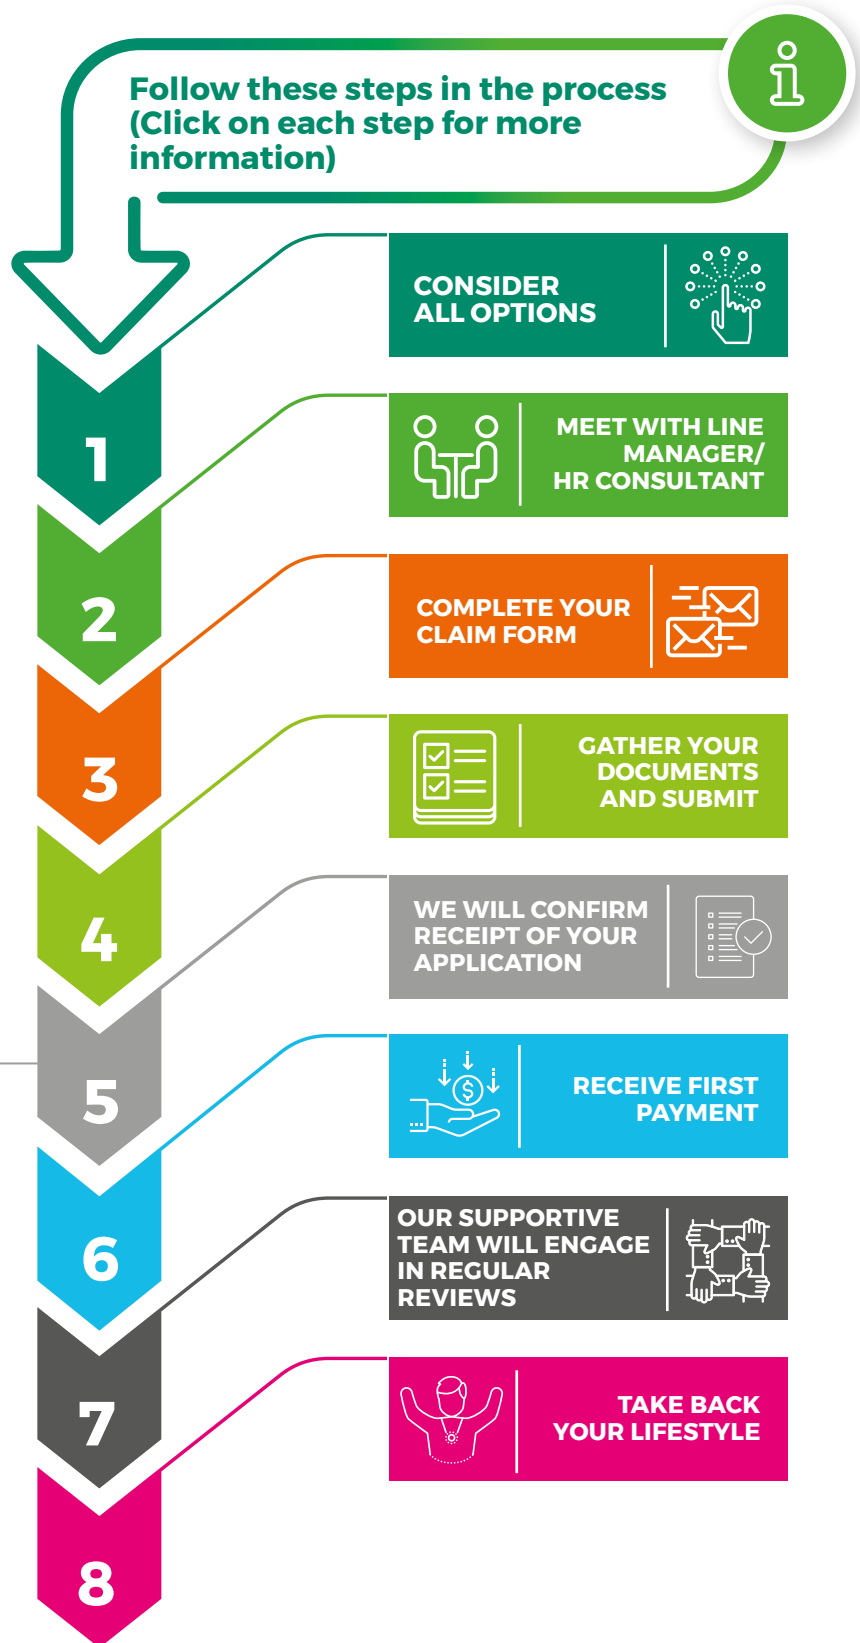 Follow these steps in the process
(Click on each step for more
information)
CONSIDER
ALL OPTIONS
1
MEET WITH LINE
MANAGER/
HR CONSULTANT
2
COMPLETE YOUR
CLAIM FORM
3
GATHER YOUR
DOCUMENTS
AND SUBMIT
4
WE WILL CONFIRM
RECEIPT OF YOUR
APPLICATION
5
RECEIVE FIRST
PAYMENT
6
OUR SUPPORTIVE
TEAM WILL ENGAGE
IN REGULAR
REVIEWS
7
TAKE BACK
YOUR LIFESTYLE
8